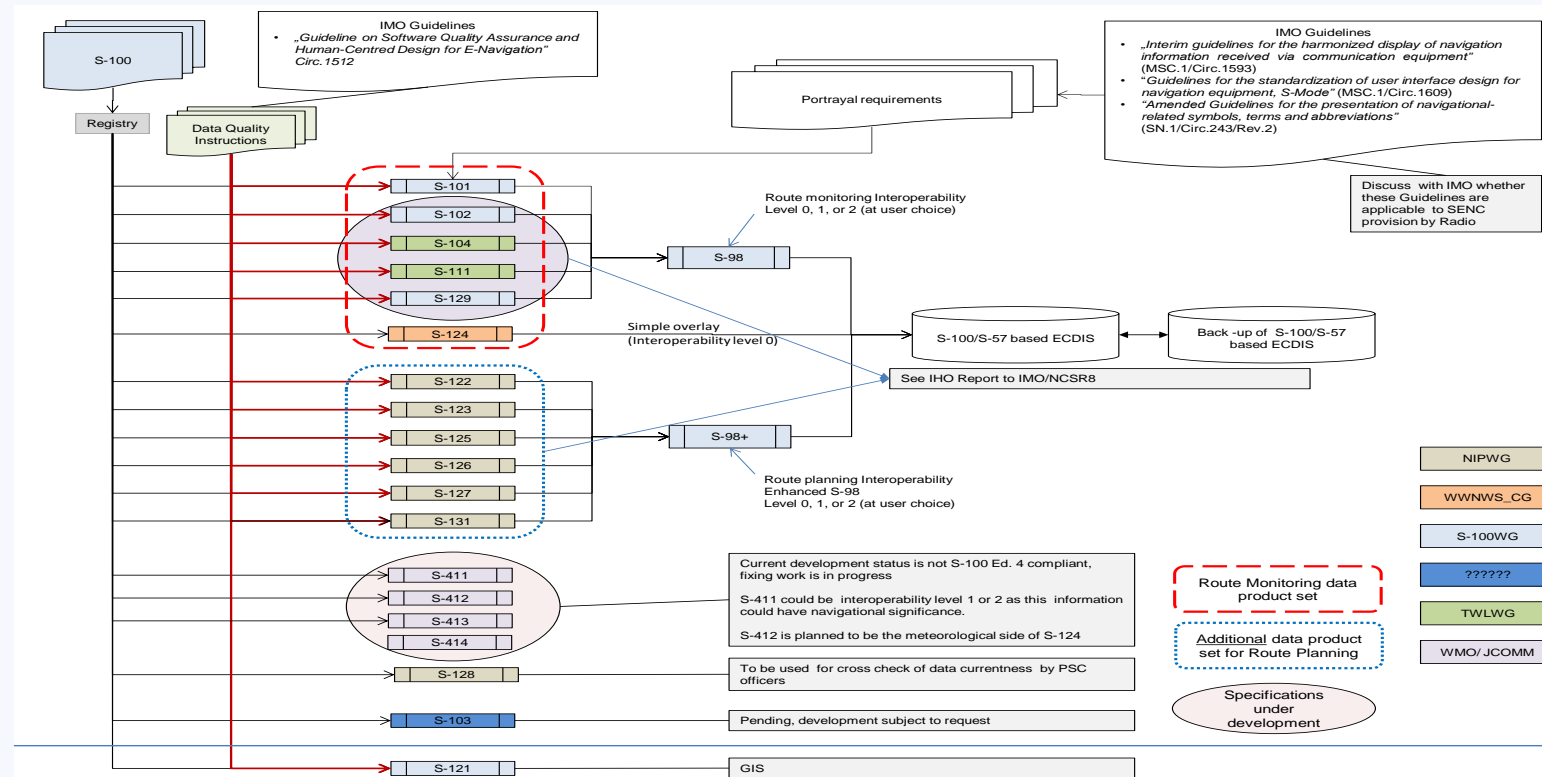 S-100
IMO Guidelines
• „Guideline on Software Quality Assurance and
Human-Centred Design for E-Navigation"
Circ.1512
IMO Guidelines
• „Interim guidelines for the harmonized display of navigation
information received via communication equipment"
(MSC.1/Circ.1593)
• "Guidelines for the standardization of user interface design for
navigation equipment, S-Mode" (MSC.1/Circ.1609)
• "Amended Guidelines for the presentation of navigational-
related symbols, terms and abbreviations"
(SN.1/Circ.243/Rev.2)
Portrayal requirements
Registry
Data Quality
Instructions
Discuss with IMO whether
these Guidelines are
applicable to SENC
provision by Radio
S-101
S-102
S-104
S-111
S-129
S-124
Route monitoring Interoperability
Level 0, 1, or 2 (at user choice)
S-98
Simple overlay
(Interoperability level 0)
S-100/S-57 based ECDIS
Back -up of S-100/S-57
based ECDIS
See IHO Report to IMO/NCSR8
S-122
S-123
S-125
S-126
S-127
S-131
S-98+
Route planning Interoperability
Enhanced S-98
Level 0, 1, or 2 (at user choice)
S-411
S-412
S-413
S-414
Current development status is not S-100 Ed. 4 compliant,
fixing work is in progress
S-411 could be interoperability level 1 or 2 as this information
could have navigational significance.
S-412 is planned to be the meteorological side of S-124
S-128
To be used for cross check of data currentness by PSC
officers
S-103
Pending, development subject to request
S-121
GIS
Route Monitoring data
product set
Additional data product
set for Route Planning
Specifications
under
development
NIPWG
WWNWS_CG
S-100WG
??????
TWLWG
WMO/JCOMM